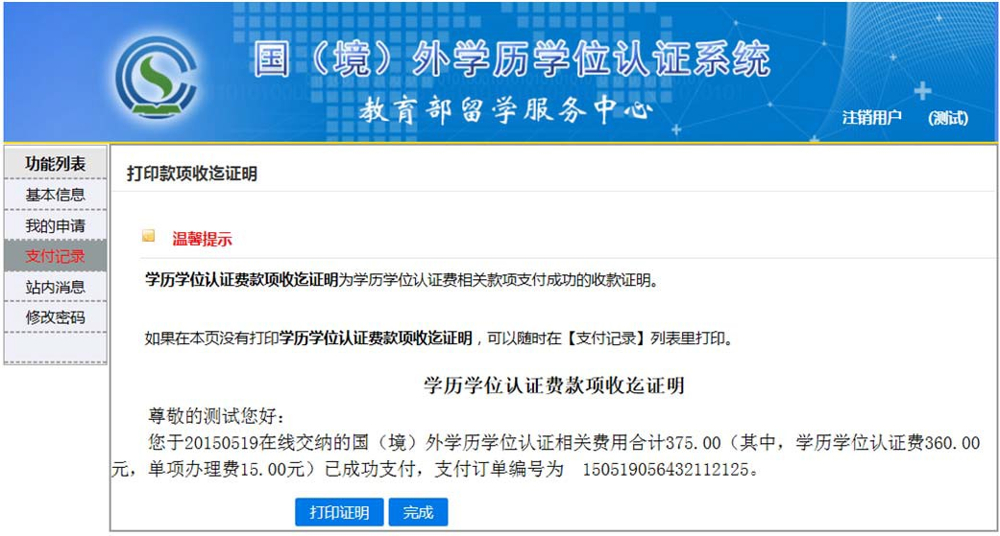 国（境）外学历学位认证系统
教育部留学服务中心
注销用户 (测试)
功能列表
基本信息
我的申请
支付记录
站内消息
修改密码
打印款项收讫证明
温馨提示
学历学位认证费款项收讫证明为学历学位认证费相关款项支付成功的收款证明。
如果在本页没有打印学历学位认证费款项收讫证明，可以随时在【支付记录】列表里打印。
学历学位认证费款项收讫证明
尊敬的测试您好：
您于20150519在线交纳的国（境）外学历学位认证相关费用合计375.00（其中，学历学位认证费360.00
元，单项办理费15.00元）已成功支付，支付订单编号为 150519056432112125。
打印证明 完成